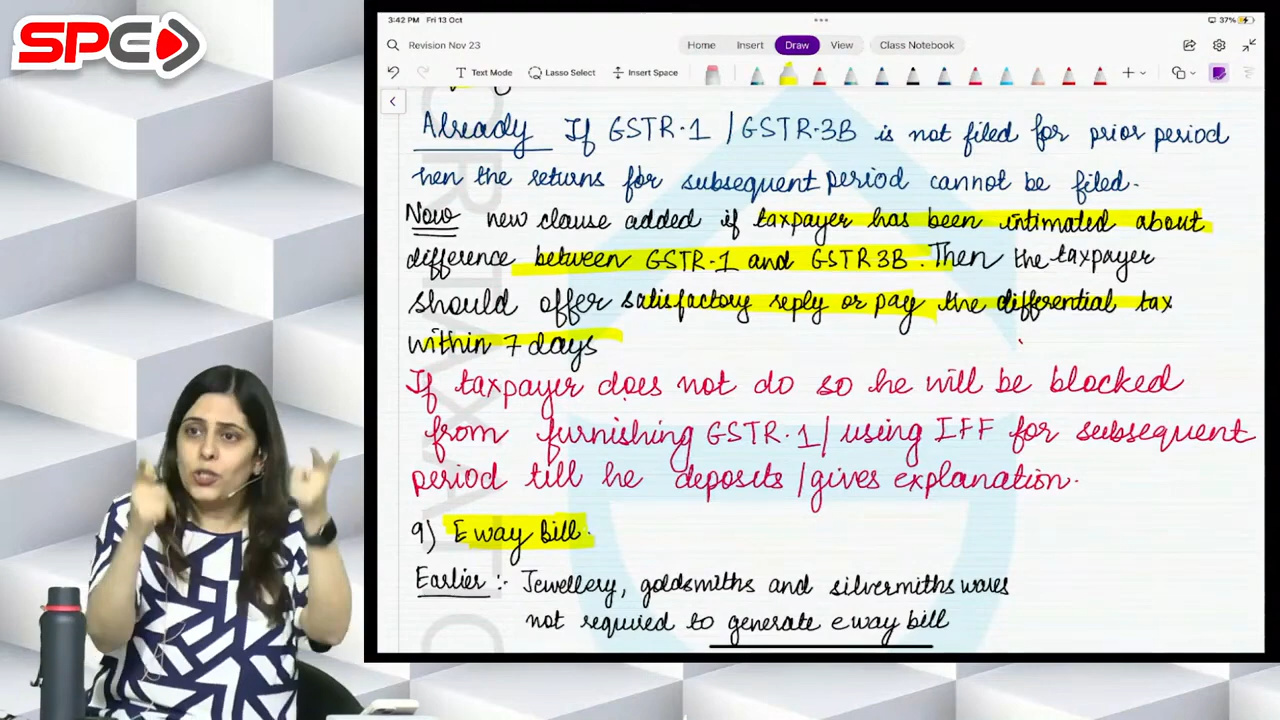 SPC
3:42 PM Fri 13 Oct
37%
Revision Nov 23
Home Insert Draw View Class Notebook
Text Mode Lasso Select Insert Space
Already If GSTR-1 / GSTR-3B is not filed for prior period
hen the returns for subsequent period cannot be filed.
Now new clause added if taxpayer has been intimated about
difference between GSTR-1 and GSTR 3B. Then the taxpayer
should offer satisfactory reply or pay the differential tax
within 7 days
If taxpayer does not do so he will be blocked
from furnishing GSTR-1 / using IFF for subsequent
period till he deposits / gives explanation.
9) E way bill.
Earlier :- Jewellery, goldsmiths and silvermiths wares
not required to generate eway bill